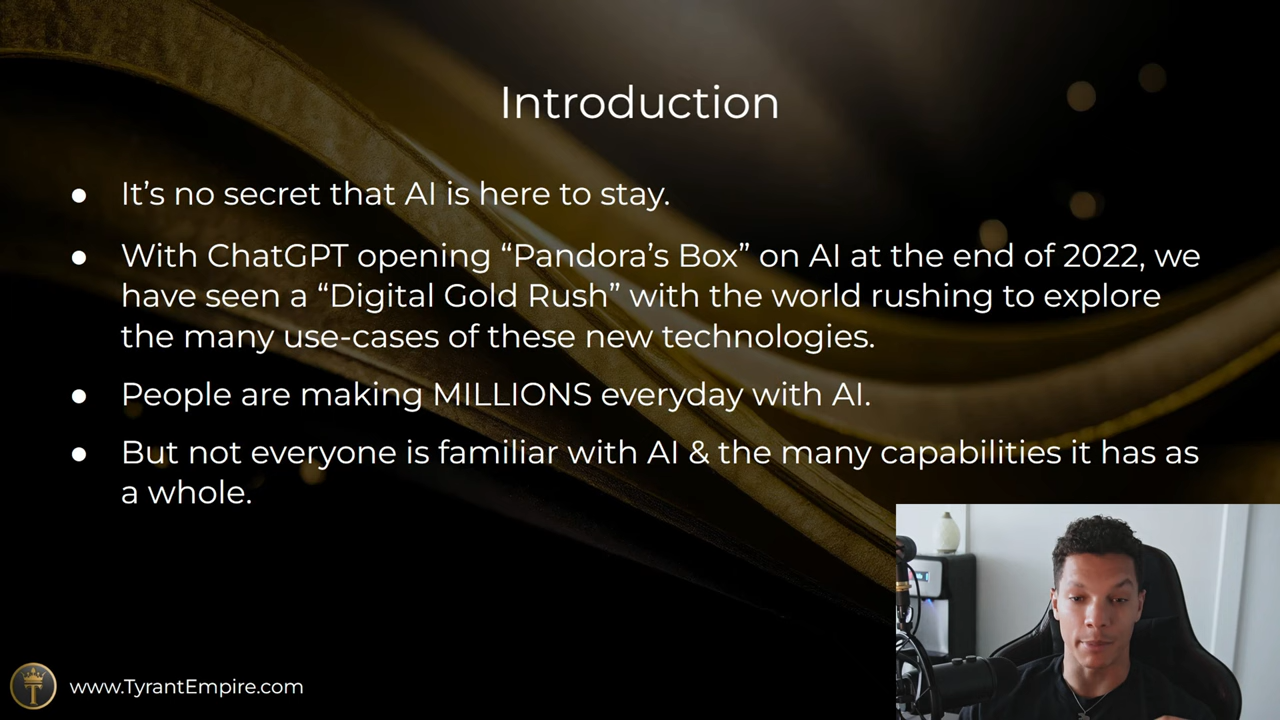 Introduction
● It’s no secret that AI is here to stay.
● With ChatGPT opening “Pandora’s Box” on AI at the end of 2022, we
have seen a “Digital Gold Rush” with the world rushing to explore
the many use-cases of these new technologies.
● People are making MILLIONS everyday with AI.
● But not everyone is familiar with AI & the many capabilities it has as
a whole.
T
www.TyrantEmpire.com